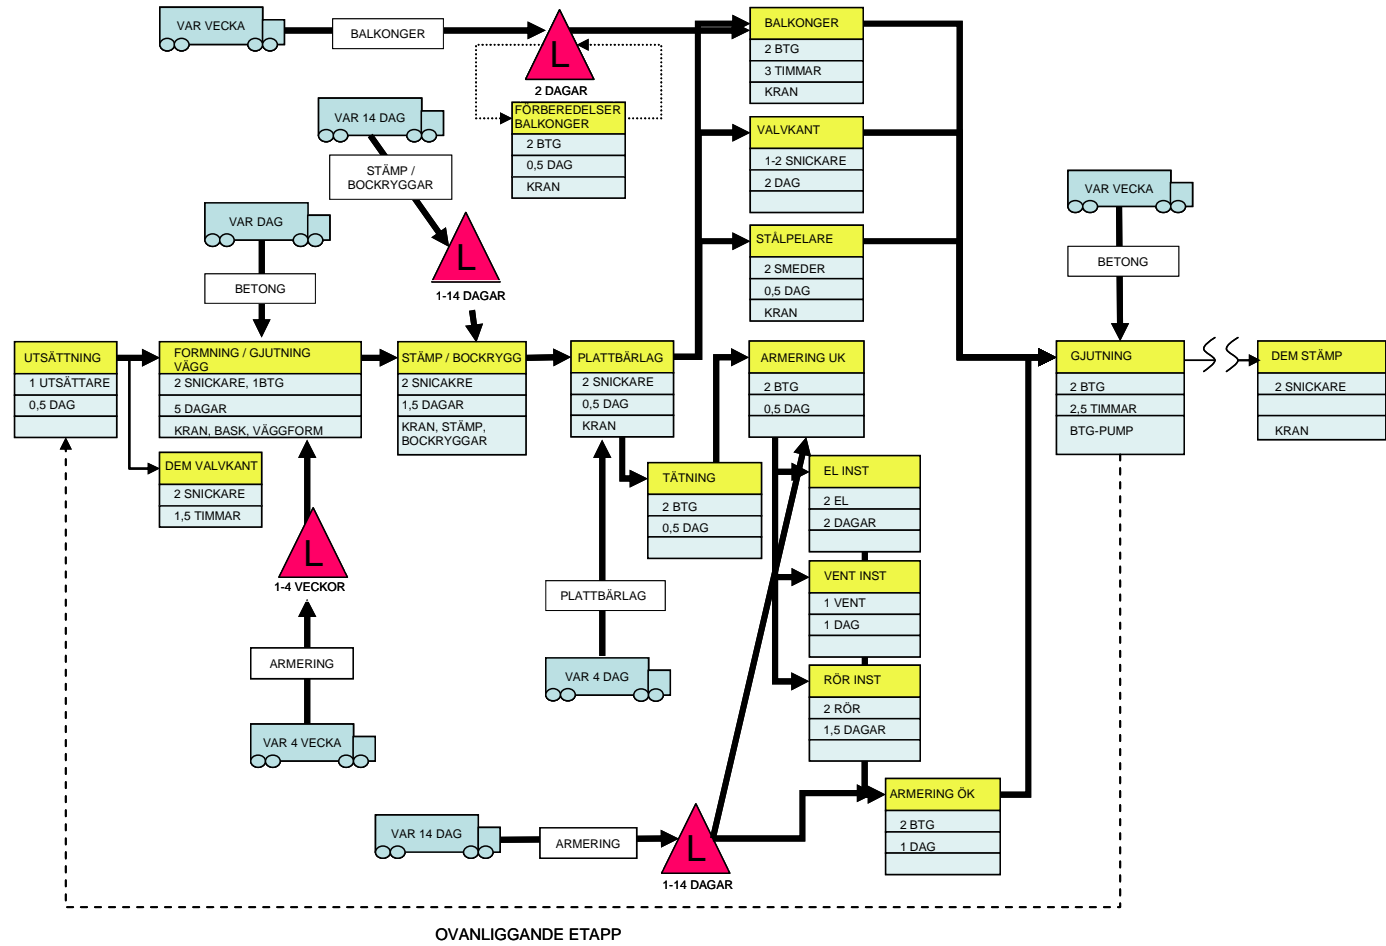 VAR VECKA
BALKONGER
L
2 DAGAR
BALKONGER
2 BTG
3 TIMMAR
KRAN
VAR 14 DAG
FÖRBEREDELSER
BALKONGER
2 BTG
0,5 DAG
KRAN
STÄMP /
BOCKRYGGAR
VALVKANT
1-2 SNICKARE
2 DAG
VAR VECKA
VAR DAG
L
1-14 DAGAR
STÅLPELARE
2 SMEDER
0,5 DAG
KRAN
BETONG
BETONG
UTSÄTTNING
1 UTSÄTTARE
0,5 DAG
FORMNING / GJUTNING
VÄGG
2 SNICKARE, 1BTG
5 DAGAR
KRAN, BASK, VÄGGFORM
STÄMP / BOCKRYGG
2 SNICAKRE
1,5 DAGAR
KRAN, STÄMP,
BOCKRYGGAR
PLATTBÄRLAG
2 SNICKARE
0,5 DAG
KRAN
ARMERING UK
2 BTG
0,5 DAG
GJUTNING
2 BTG
2,5 TIMMAR
BTG-PUMP
DEM STÄMP
2 SNICKARE
KRAN
DEM VALVKANT
2 SNICKARE
1,5 TIMMAR
TÄTNING
2 BTG
0,5 DAG
EL INST
2 EL
2 DAGAR
L
1-4 VECKOR
PLATTBÄRLAG
VENT INST
1 VENT
1 DAG
ARMERING
VAR 4 DAG
RÖR INST
2 RÖR
1,5 DAGAR
VAR 4 VECKA
ARMERING ÖK
2 BTG
1 DAG
VAR 14 DAG
ARMERING
L
1-14 DAGAR
OVANLIGGANDE ETAPP